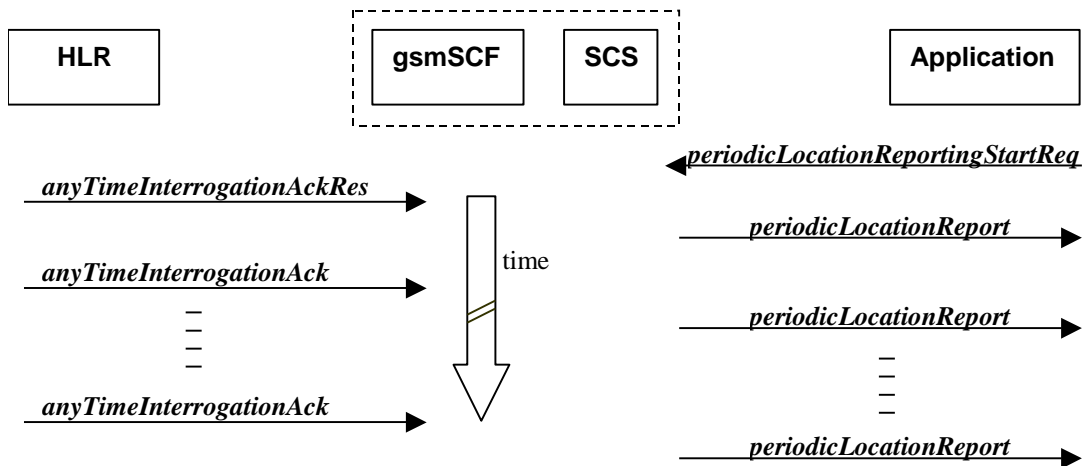 HLR
gsmSCF
SCS
Application
periodicLocationReportingStartReq
anyTimeInterrogationAckRes
periodicLocationReport
time
anyTimeInterrogationAck
periodicLocationReport
anyTimeInterrogationAck
periodicLocationReport